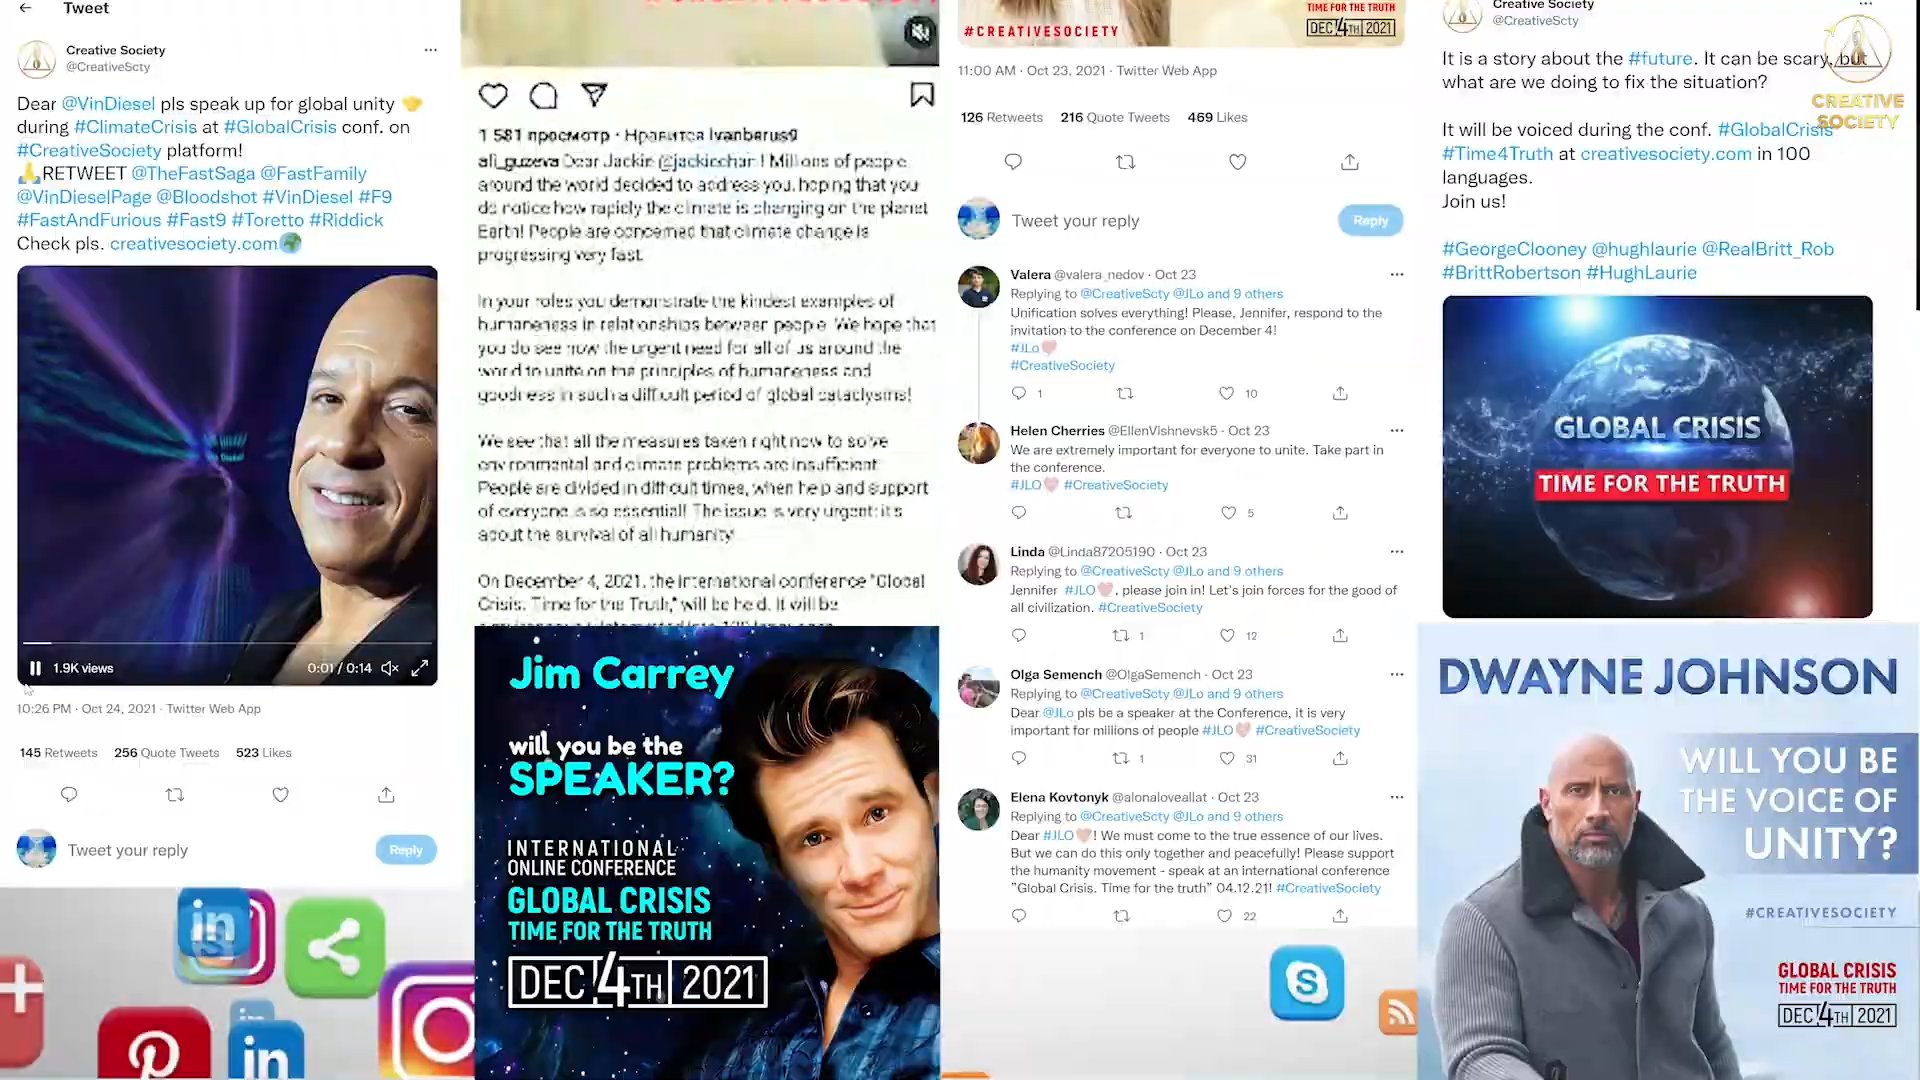 Tweet
Creative Society
@CreativeScty
Dear @VinDiesel pls speak up for global unity
during #ClimateCrisis at #GlobalCrisis conf. on
#CreativeSociety platform!
RETWEET @TheFastSaga @FastFamily
@VinDieselPage @Bloodshot #VinDiesel #F9
#FastAndFurious #Fast9 #Toretto #Riddick
Check pls. creativesociety.com
1.9K views
0:01 / 0:14
10:26 PM · Oct 24, 2021 · Twitter Web App
145 Retweets 256 Quote Tweets 523 Likes
Tweet your reply
Reply
1 581 просмотр · Нравится ivanbarus9
ali_guzeva Dear Jackie @jackiechan! Millions of people
around the world decided to address you, hoping that you
do notice how rapidly the climate is changing on the planet
Earth! People are concerned that climate change is
progressing very fast.
In your roles you demonstrate the kindest examples of
humaneness in relationships between people. We hope that
you do see how the urgent need for all of us around the
world to unite on the principles of humaneness and
goodness in such a difficult period of global cataclysms!
We see that all the measures taken right now to solve
environmental and climate problems are insufficient.
People are divided in difficult times, when help and support
of everyone is so essential! The issue is very urgent: it's
about the survival of all humanity!
On December 4, 2021, the international conference "Global
Crisis. Time for the Truth," will be held. It will be
Jim Carrey
will you be the
SPEAKER?
INTERNATIONAL
ONLINE CONFERENCE
GLOBAL CRISIS
TIME FOR THE TRUTH
DEC 4TH 2021
#CREATIVESOCIETY
TIME FOR THE TRUTH
DEC 4TH 2021
11:00 AM · Oct 23, 2021 · Twitter Web App
126 Retweets 216 Quote Tweets 469 Likes
Tweet your reply
Reply
Valera @valera_nedov · Oct 23
Replying to @CreativeScty @JLo and 9 others
Unification solves everything! Please, Jennifer, respond to the
invitation to the conference on December 4!
#JLo
#CreativeSociety
1 10
Helen Cherries @EllenVishnevsk5 · Oct 23
We are extremely important for everyone to unite. Take part in
the conference.
#JLO #CreativeSociety
5
Linda @Linda87205190 · Oct 23
Replying to @CreativeScty @JLo and 9 others
Jennifer #JLO, please join in! Let's join forces for the good of
all civilization. #CreativeSociety
1 12
Olga Semench @OlgaSemench · Oct 23
Replying to @CreativeScty @JLo and 9 others
Dear @JLo pls be a speaker at the Conference, it is very
important for millions of people #JLO #CreativeSociety
1 31
Elena Kovtonyk @alonaloveallat · Oct 23
Replying to @CreativeScty @JLo and 9 others
Dear #JLO! We must come to the true essence of our lives.
But we can do this only together and peacefully! Please support
the humanity movement - speak at an international conference
"Global Crisis. Time for the truth" 04.12.21! #CreativeSociety
22
Creative Society
@CreativeScty
It is a story about the #future. It can be scary, but
what are we doing to fix the situation?
It will be voiced during the conf. #GlobalCrisis
#Time4Truth at creativesociety.com in 100
languages.
Join us!
#GeorgeClooney @hughlaurie @RealBritt_Rob
#BrittRobertson #HughLaurie
CREATIVE
SOCIETY
GLOBAL CRISIS
TIME FOR THE TRUTH
DWAYNE JOHNSON
WILL YOU BE
THE VOICE OF
UNITY?
#CREATIVESOCIETY
GLOBAL CRISIS
TIME FOR THE TRUTH
DEC 4TH 2021
in
in